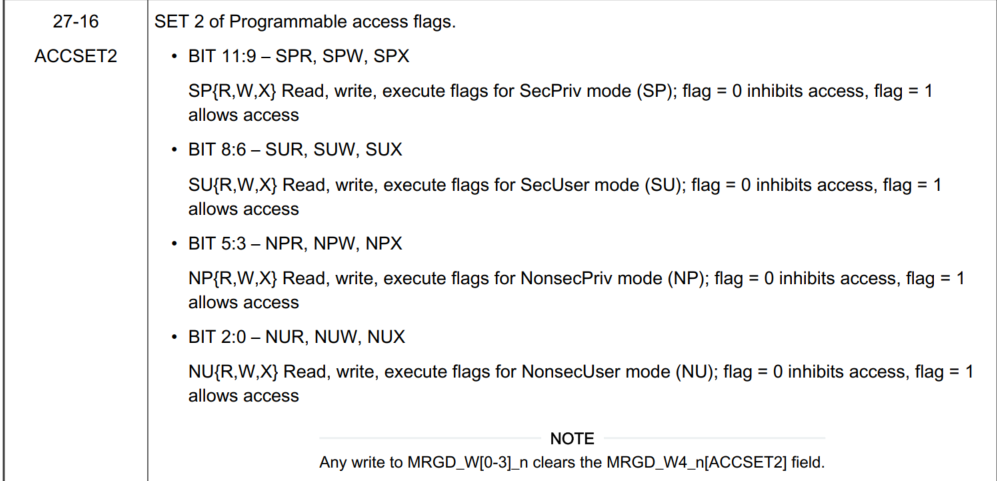 27-16
ACCSET2
SET 2 of Programmable access flags.
• BIT 11:9 – SPR, SPW, SPX
SP{R,W,X} Read, write, execute flags for SecPriv mode (SP); flag = 0 inhibits access, flag = 1
allows access
• BIT 8:6 – SUR, SUW, SUX
SU{R,W,X} Read, write, execute flags for SecUser mode (SU); flag = 0 inhibits access, flag = 1
allows access
• BIT 5:3 – NPR, NPW, NPX
NP{R,W,X} Read, write, execute flags for NonsecPriv mode (NP); flag = 0 inhibits access, flag = 1
allows access
• BIT 2:0 – NUR, NUW, NUX
NU{R,W,X} Read, write, execute flags for NonsecUser mode (NU); flag = 0 inhibits access, flag = 1
allows access
NOTE
Any write to MRGD_W[0-3]_n clears the MRGD_W4_n[ACCSET2] field.